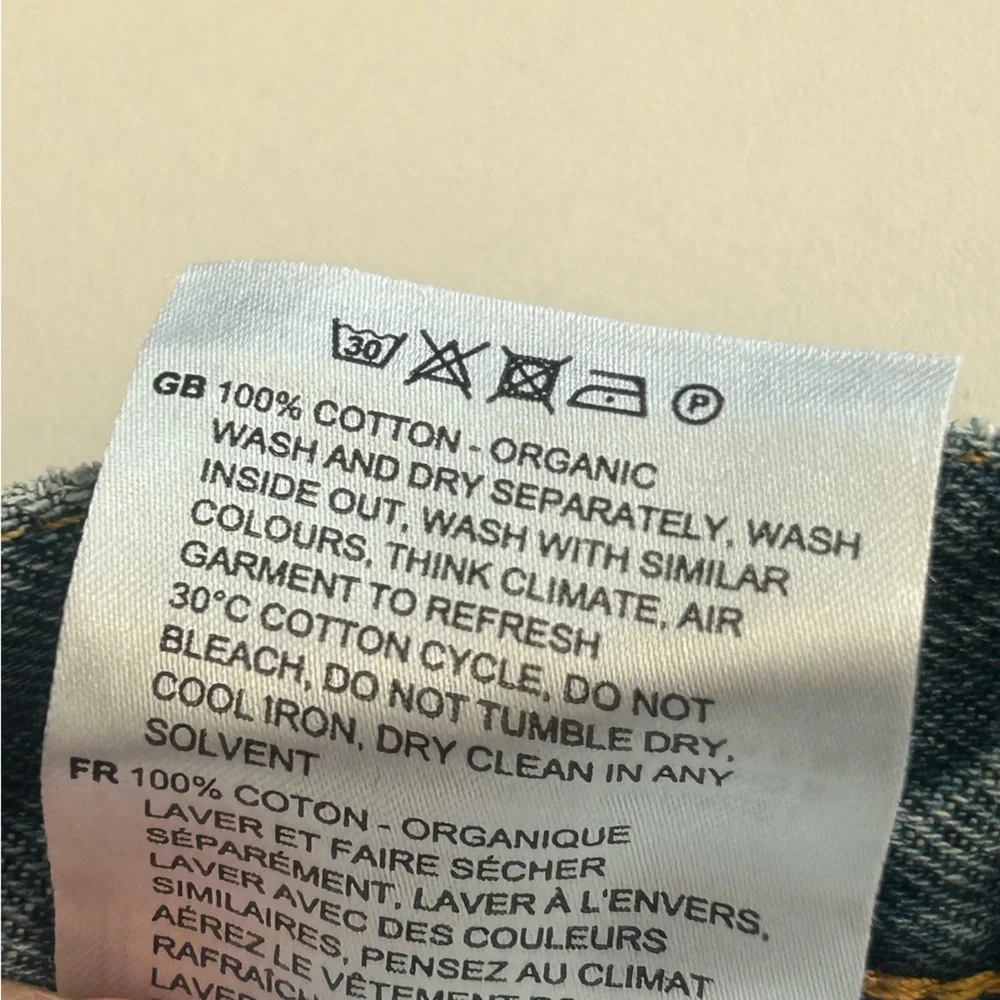 30 P
GB 100% COTTON - ORGANIC
WASH AND DRY SEPARATELY, WASH
INSIDE OUT, WASH WITH SIMILAR
COLOURS, THINK CLIMATE, AIR
GARMENT TO REFRESH
30°C COTTON CYCLE, DO NOT
BLEACH, DO NOT TUMBLE DRY,
COOL IRON, DRY CLEAN IN ANY
SOLVENT
FR 100% COTON - ORGANIQUE
LAVER ET FAIRE SÉCHER
SÉPARÉMENT, LAVER À L'ENVERS,
LAVER AVEC DES COULEURS
SIMILAIRES, PENSEZ AU CLIMAT
AÉREZ LE VÊTEMENT